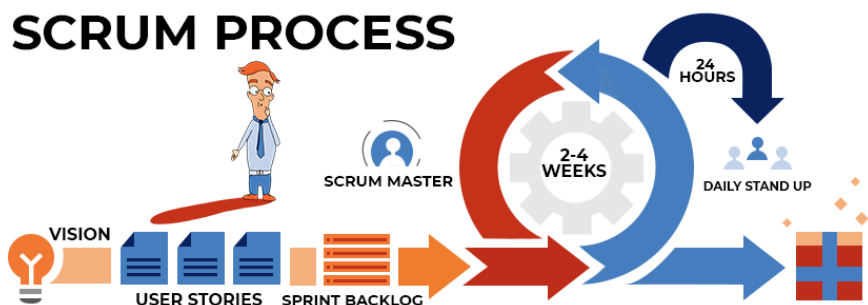 SCRUM PROCESS
24
HOURS
2-4
WEEKS
SCRUM MASTER
DAILY STAND UP
VISION
USER STORIES
SPRINT BACKLOG